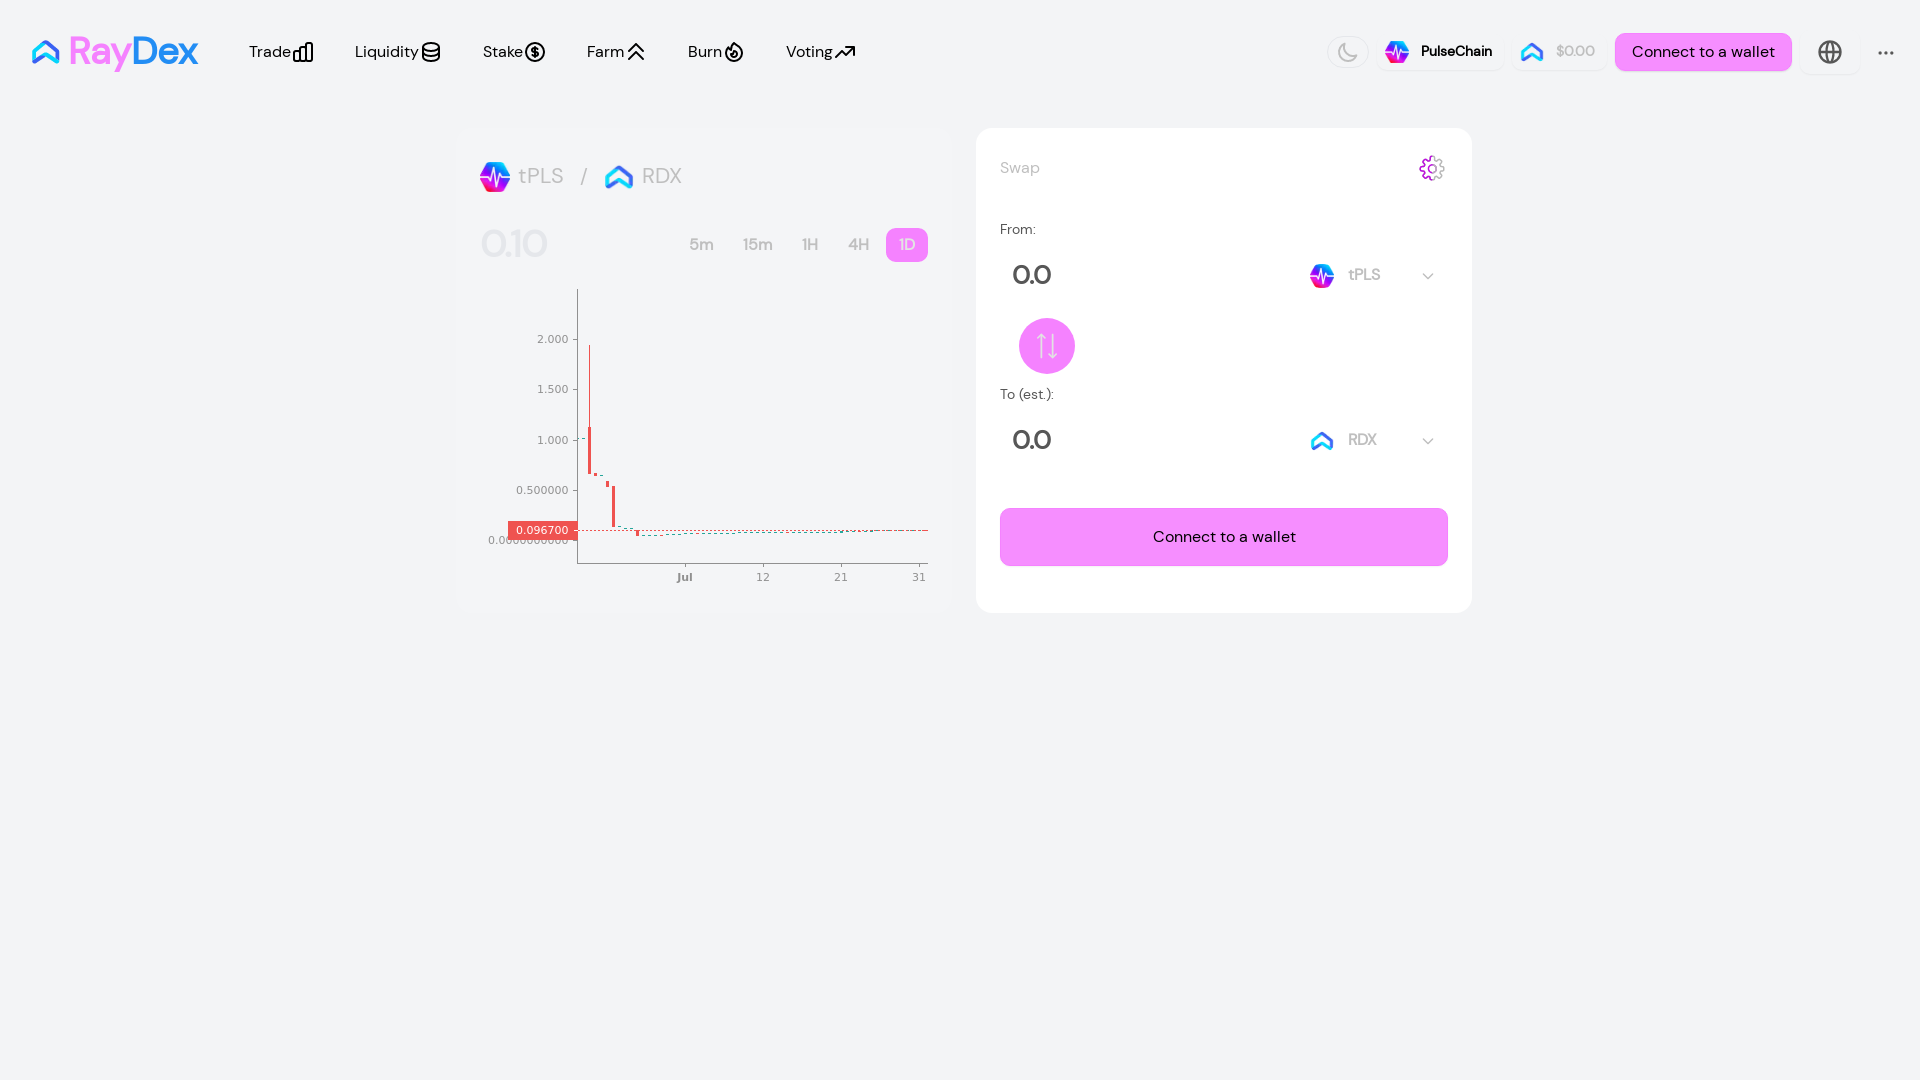 RayDex
Trade
Liquidity
Stake
Farm
Burn
Voting
PulseChain
$0.00
Connect to a wallet
tPLS / RDX
0.10
5m 15m 1H 4H 1D
2.000
1.500
1.000
0.500000
0.096700
Jul 12 21 31
Swap
From:
0.0
tPLS
To (est.):
0.0
RDX
Connect to a wallet